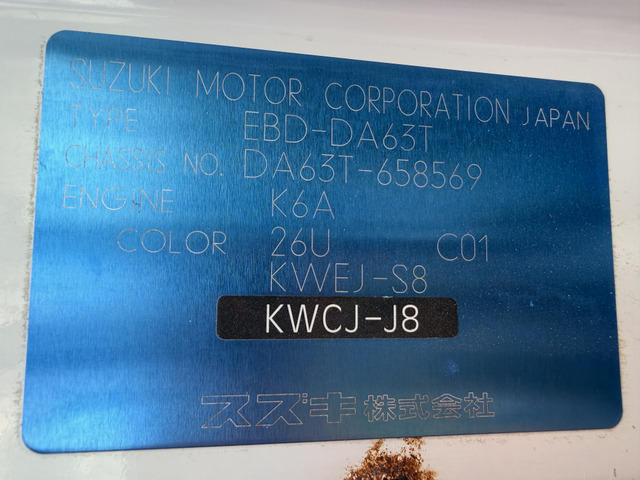 SUZUKI MOTOR CORPORATION JAPAN
TYPE EBD-DA63T
CHASSIS NO. DA63T-658569
ENGINE K6A
COLOR 26U C01
KWEJ-S8
KWCJ-J8
スズキ株式会社